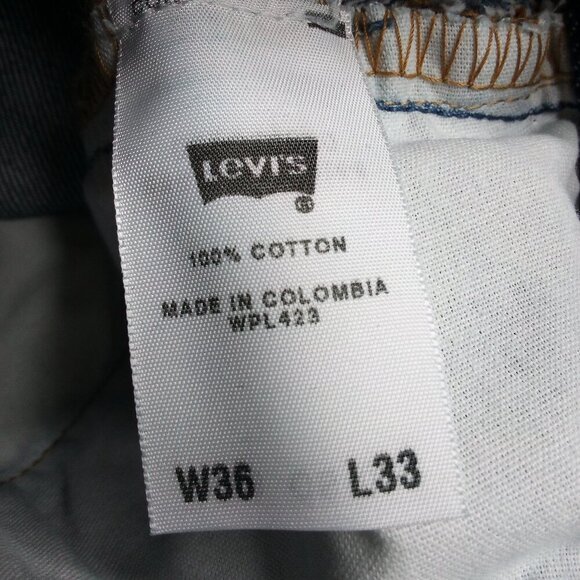 Levi's ®
100% COTTON
MADE IN COLOMBIA
WPL423
W36 L33